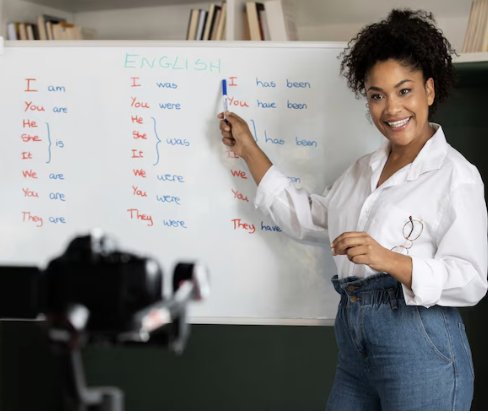 ENGLISH
I am
You are
He
She
It
is
We are
You are
They are
I was
You were
He
She
It
was
We were
You were
They were
I has been
You have been
has been
We
You
They have